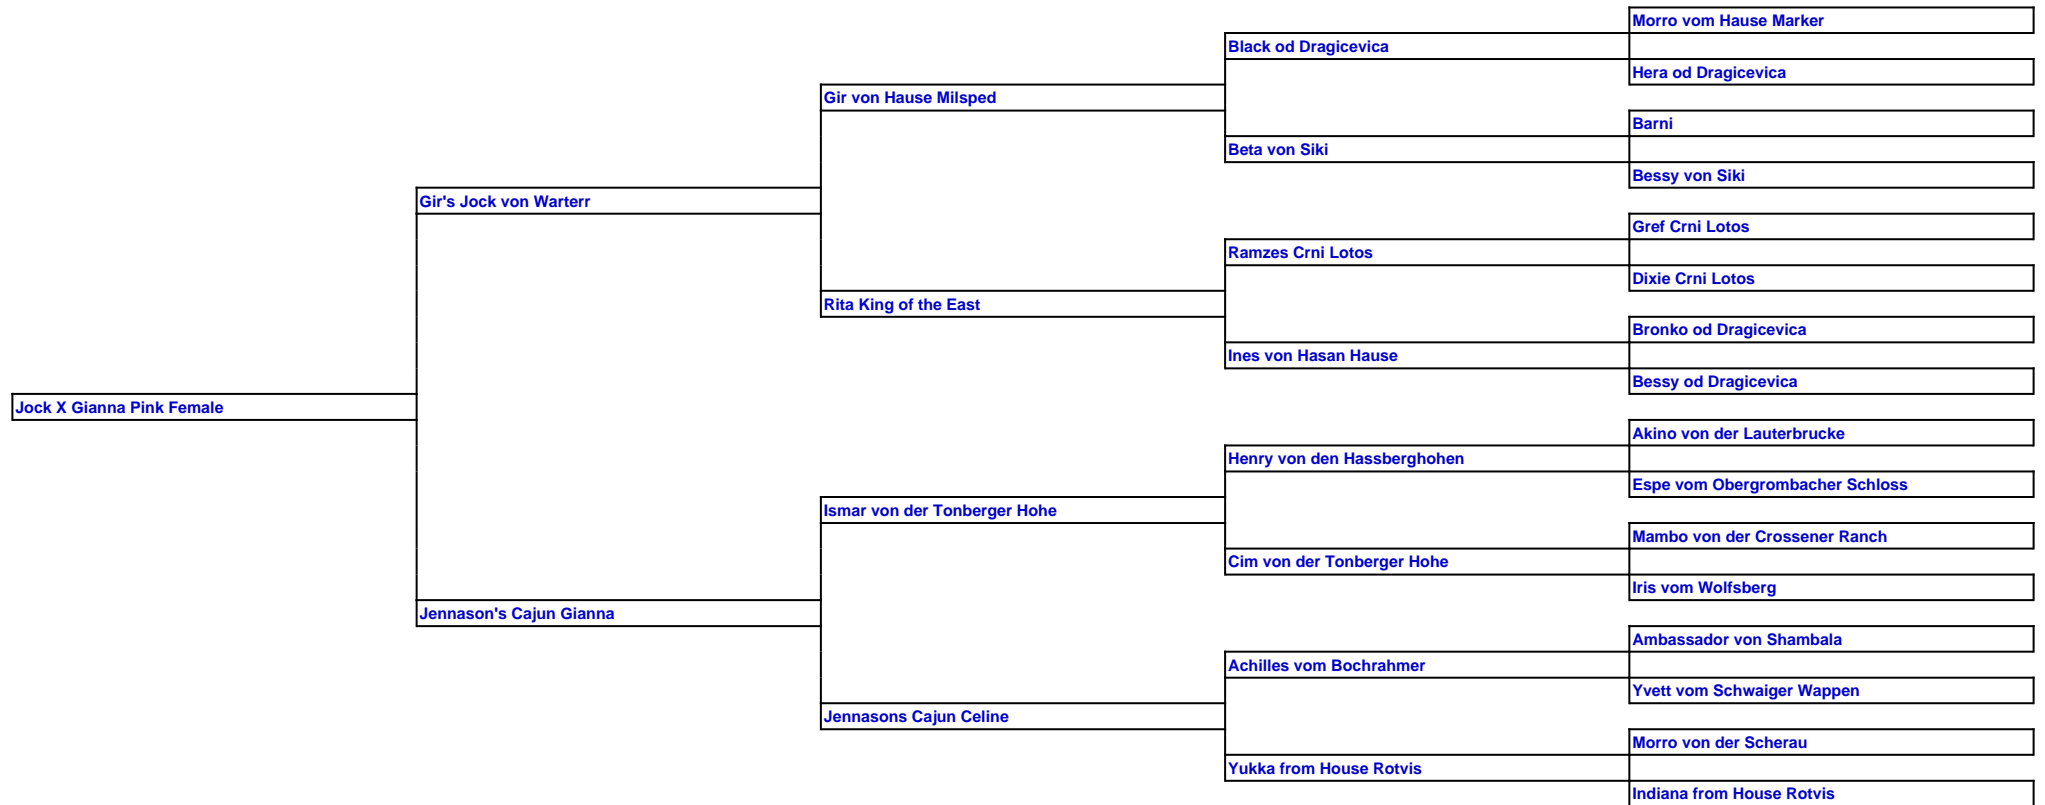 Morro vom Hause Marker
Black od Dragicevica
Hera od Dragicevica
Gir von Hause Milsped
Barni
Beta von Siki
Bessy von Siki
Gir's Jock von Warterr
Gref Crni Lotos
Ramzes Crni Lotos
Dixie Crni Lotos
Rita King of the East
Bronko od Dragicevica
Ines von Hasan Hause
Bessy od Dragicevica
Jock X Gianna Pink Female
Akino von der Lauterbrucke
Henry von den Hassberghohen
Espe vom Obergrombacher Schloss
Ismar von der Tonberger Hohe
Mambo von der Crossener Ranch
Cim von der Tonberger Hohe
Iris vom Wolfsberg
Jennason's Cajun Gianna
Ambassador von Shambala
Achilles vom Bochrahmer
Yvett vom Schwaiger Wappen
Jennasons Cajun Celine
Morro von der Scherau
Yukka from House Rotvis
Indiana from House Rotvis